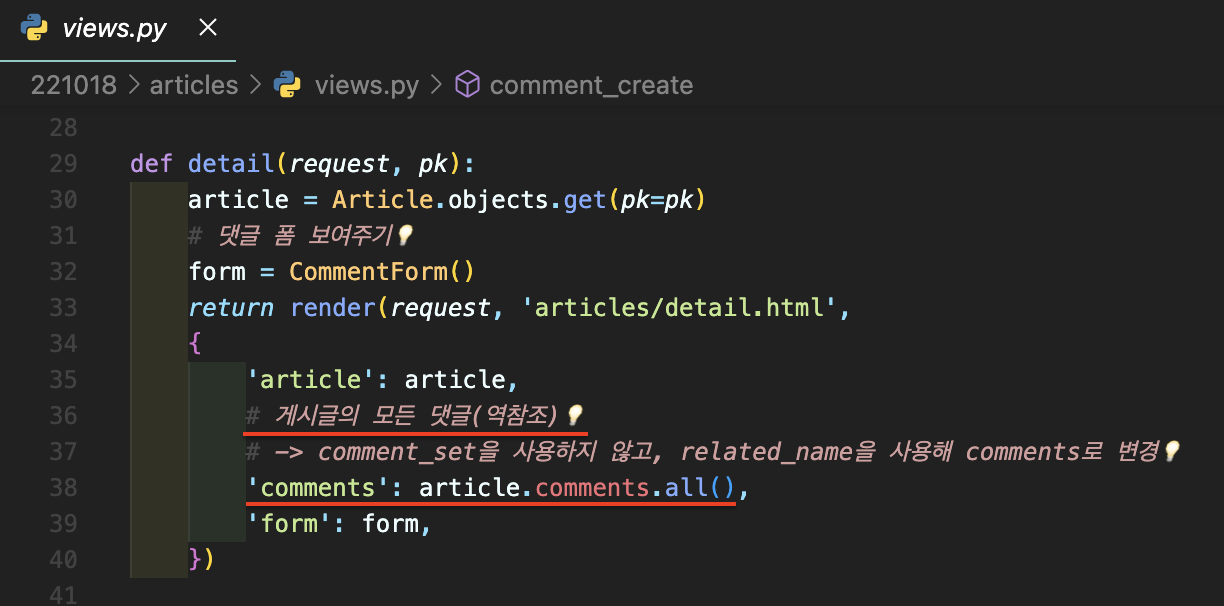 views.py ×
221018 > articles > views.py > comment_create
28
29 def detail(request, pk):
30 article = Article.objects.get(pk=pk)
31 # 댓글 폼 보여주기💡
32 form = CommentForm()
33 return render(request, 'articles/detail.html',
34 {
35 'article': article,
36 # 게시글의 모든 댓글(역참조)💡
37 # -> comment_set을 사용하지 않고, related_name을 사용해 comments로 변경💡
38 'comments': article.comments.all(),
39 'form': form,
40 })
41